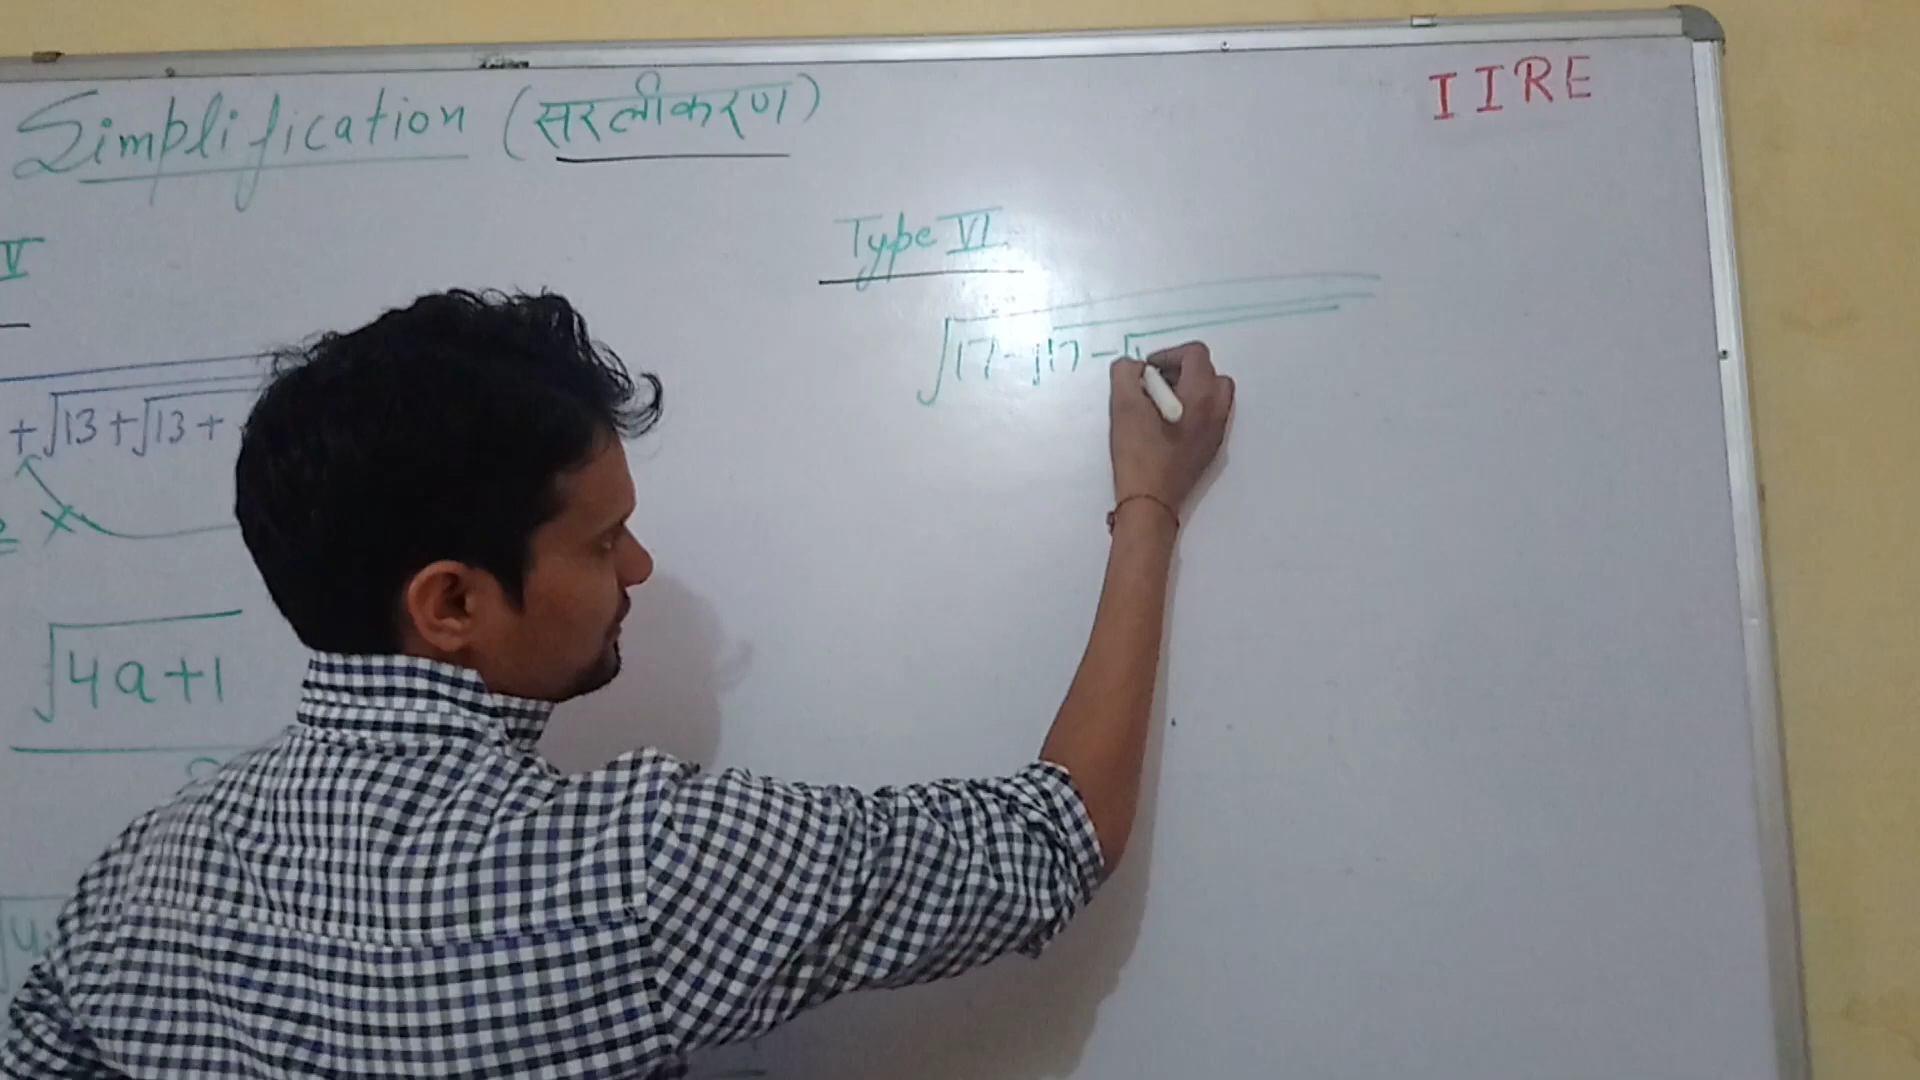 Simplification (सरलीकरण)
IIRE
V
+√13+√13+
√4a+1
Type VI
√17-√17-√